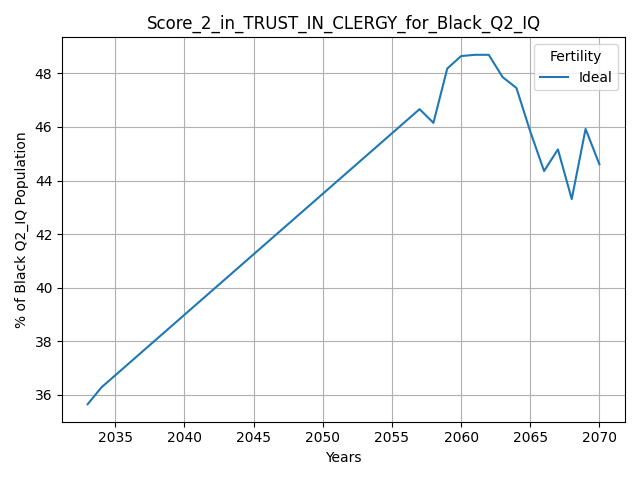 Score_2_in_TRUST_IN_CLERGY_for_Black_Q2_IQ
Fertility
Ideal
% of Black Q2_IQ Population
48
46
44
42
40
38
36
2035 2040 2045 2050 2055 2060 2065 2070
Years